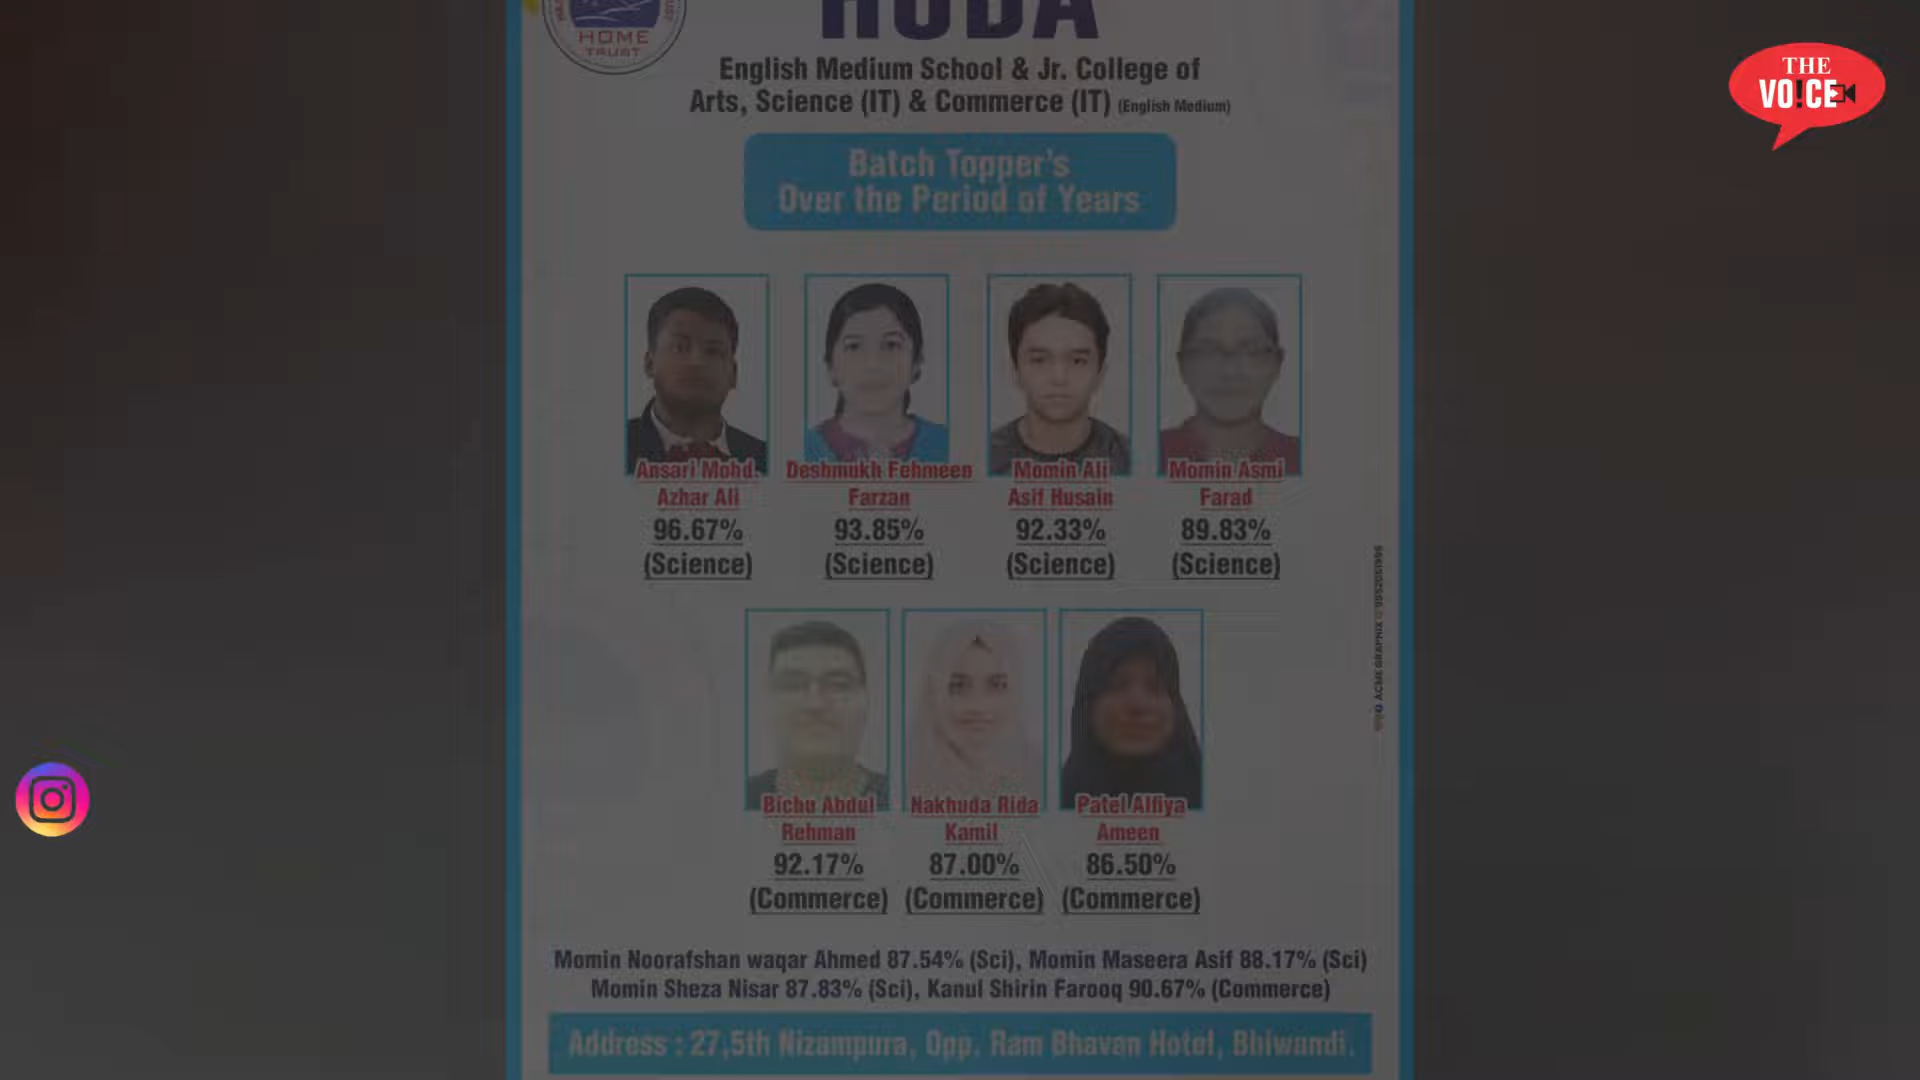 HUDA
HOME
TRUST
English Medium School & Jr. College of
Arts, Science (IT) & Commerce (IT) (English Medium)
THE
VO!CE
Batch Topper's
Over the Period of Years
Ansari Mohd.
Azhar Ali
96.67%
(Science)
Deshmukh Fehmeen
Farzan
93.85%
(Science)
Momin Ali
Asif Husain
92.33%
(Science)
Momin Asmi
Farad
89.83%
(Science)
Bichu Abdul
Rehman
92.17%
(Commerce)
Nakhuda Rida
Kamil
87.00%
(Commerce)
Patel Alfiya
Ameen
86.50%
(Commerce)
ACME GRAPHIX
Momin Noorafshan waqar Ahmed 87.54% (Sci), Momin Maseera Asif 88.17% (Sci)
Momin Sheza Nisar 87.83% (Sci), Kanul Shirin Farooq 90.67% (Commerce)
Address : 27,5th Nizampura, Opp. Ram Bhavan Hotel, Bhiwandi.